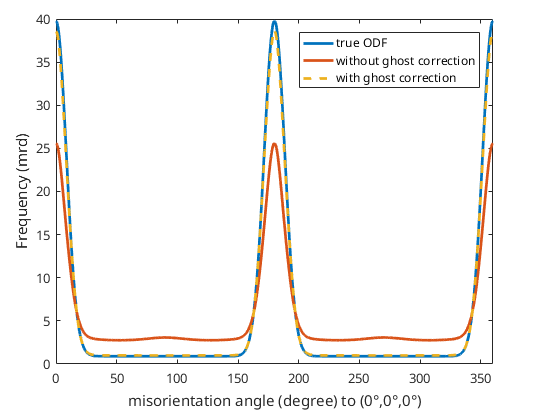 40
35
30
25
20
15
10
5
0
Frequency (mrd)
true ODF
without ghost correction
with ghost correction
0 50 100 150 200 250 300 350
misorientation angle (degree) to (0°,0°,0°)